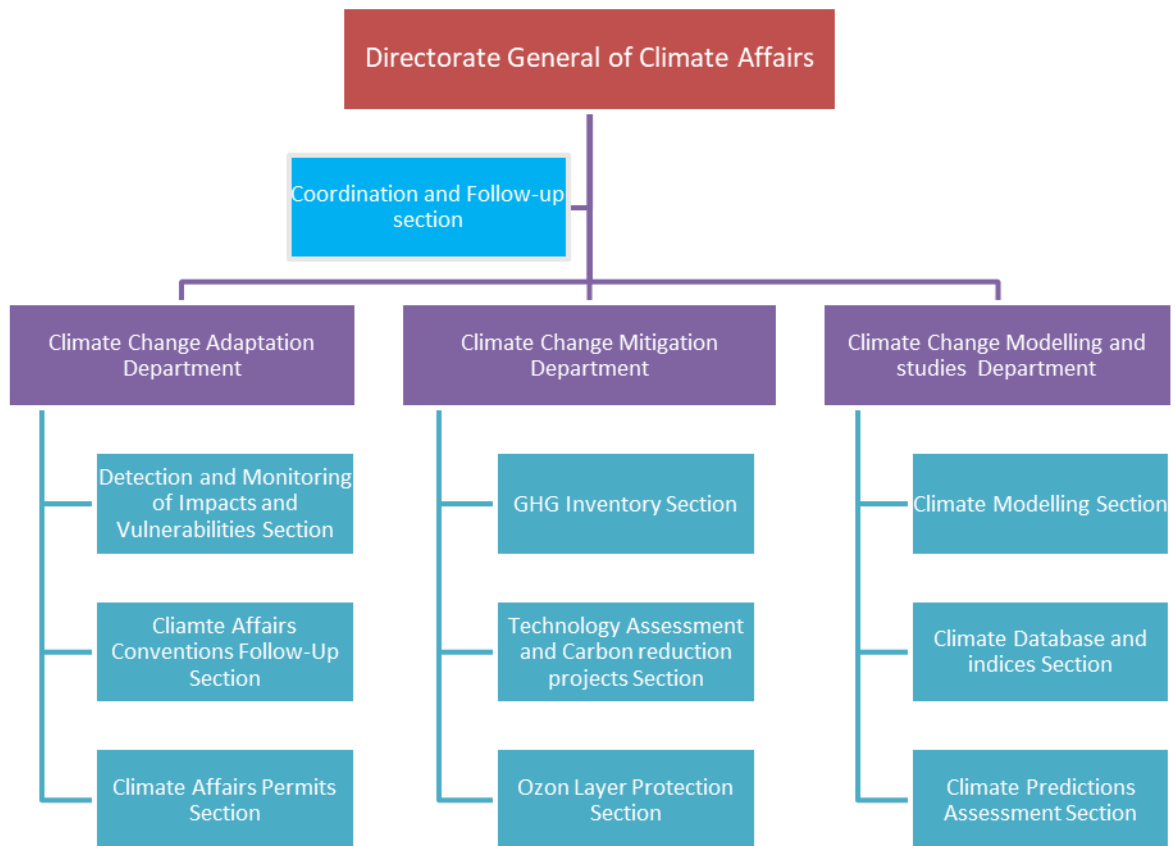 Directorate General of Climate Affairs
Coordination and Follow-up
section
Climate Change Adaptation
Department
Climate Change Mitigation
Department
Climate Change Modelling and
studies Department
Detection and Monitoring
of Impacts and
Vulnerabilities Section
GHG Inventory Section
Climate Modelling Section
Cliamte Affairs
Conventions Follow-Up
Section
Technology Assessment
and Carbon reduction
projects Section
Climate Database and
indices Section
Climate Affairs Permits
Section
Ozon Layer Protection
Section
Climate Predictions
Assessment Section